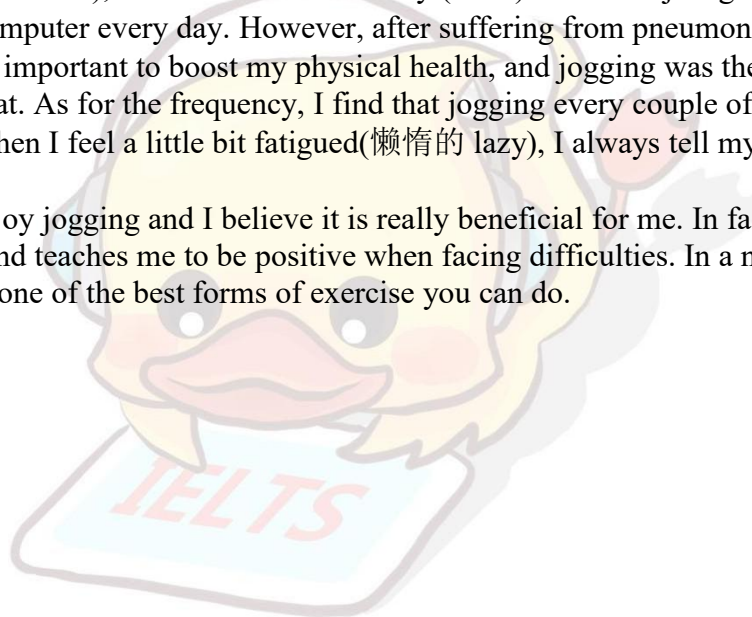 mputer every day. However, after suffering from pneumon
important to boost my physical health, and jogging was the
at. As for the frequency, I find that jogging every couple of
hen I feel a little bit fatigued(懒惰的 lazy), I always tell my
oy jogging and I believe it is really beneficial for me. In fa
nd teaches me to be positive when facing difficulties. In a
one of the best forms of exercise you can do.
IELTS